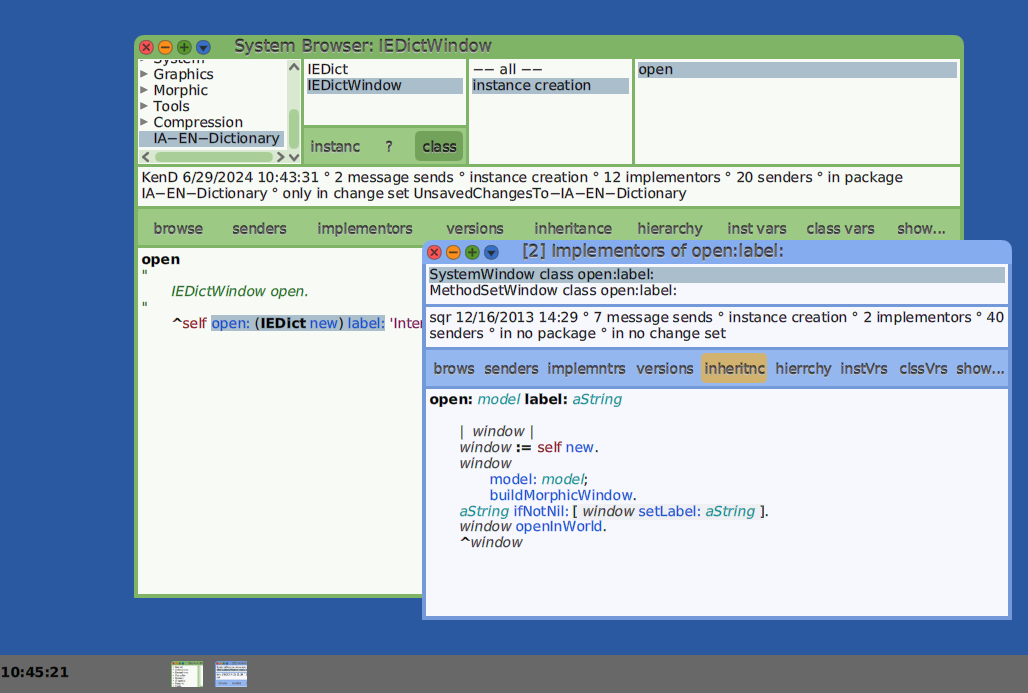 System Browser: IEDictWindow
System
Graphics
Morphic
Tools
Compression
IA−EN−Dictionary
IEDict
IEDictWindow
instanc ? class
−− all −−
instance creation
open
KenD 6/29/2024 10:43:31 ° 2 message sends ° instance creation ° 12 implementors ° 20 senders ° in package
IA−EN−Dictionary ° only in change set UnsavedChangesTo−IA−EN−Dictionary
browse senders implementors versions inheritance hierarchy inst vars class vars show...
open
"
IEDictWindow open.
"
^self open: (IEDict new) label: 'Inter
[2] Implementors of open:label:
SystemWindow class open:label:
MethodSetWindow class open:label:
sqr 12/16/2013 14:29 ° 7 message sends ° instance creation ° 2 implementors ° 40
senders ° in no package ° in no change set
brows senders implemntrs versions inheritnc hierrchy instVrs clssVrs show...
open: model label: aString
| window |
window := self new.
window
model: model;
buildMorphicWindow.
aString ifNotNil: [ window setLabel: aString ].
window openInWorld.
^window
10:45:21